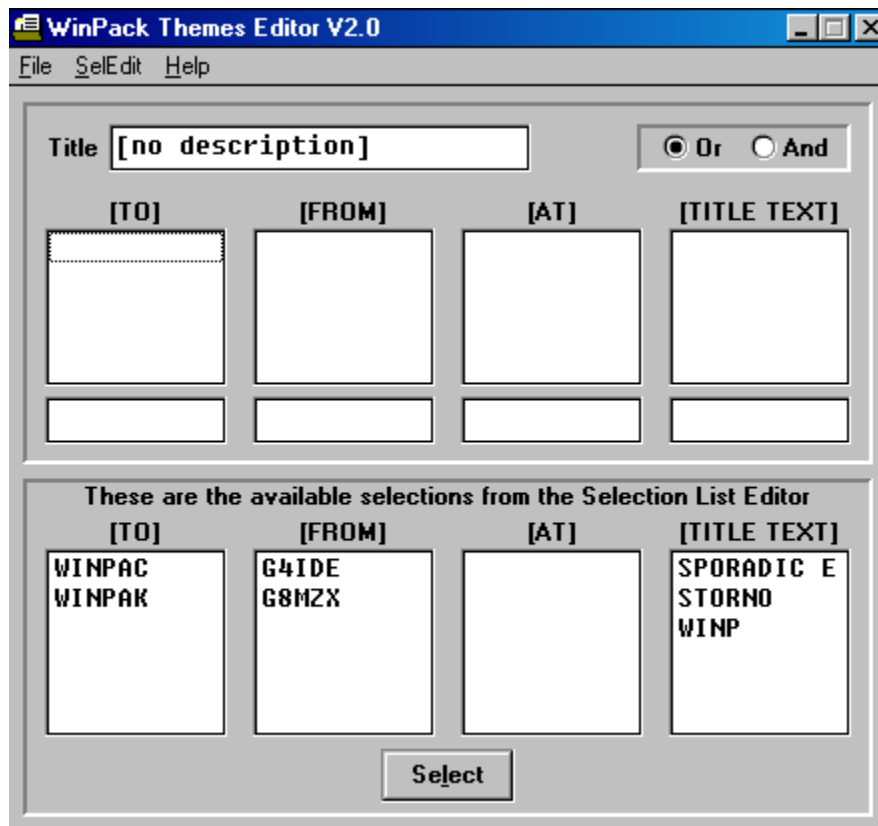 WinPack Themes Editor V2.0
File SelEdit Help
Title [no description] Or And
[TO] [FROM] [AT] [TITLE TEXT]
These are the available selections from the Selection List Editor
[TO] [FROM] [AT] [TITLE TEXT]
WINPAC G4IDE SPORADIC E
WINPAK G8MZX STORNO
WINP
Select